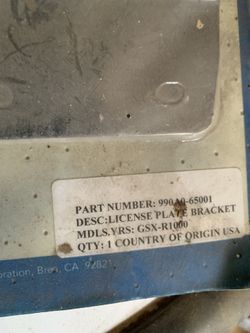 PART NUMBER: 990A0-65001
DESC:LICENSE PLATE BRACKET
MDLS,YRS: GSX-R1000
QTY: 1 COUNTRY OF ORIGIN USA
oration, Brea, CA 92821